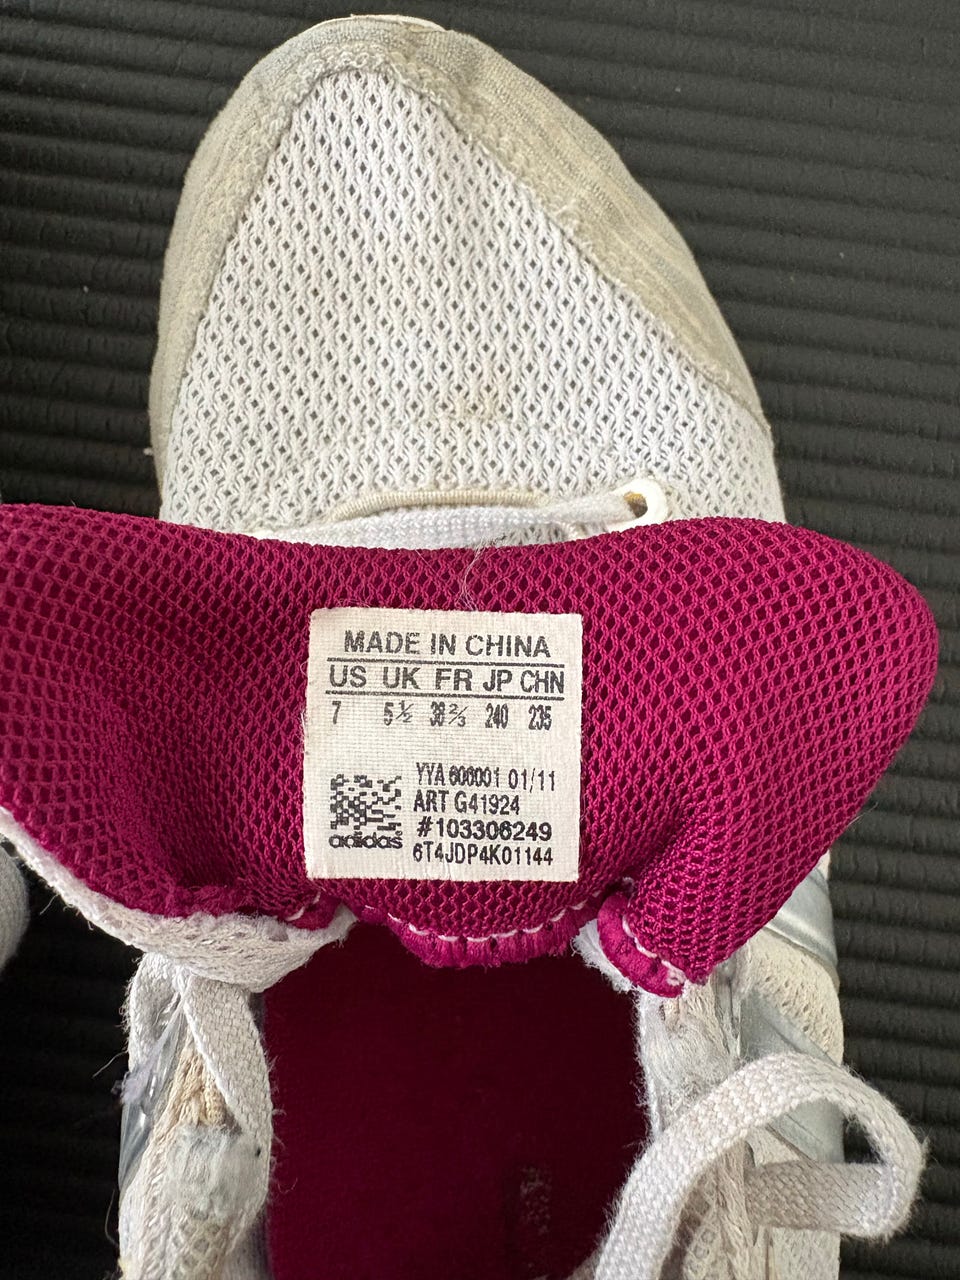 MADE IN CHINA
US UK FR JP CHN
7 5½ 38⅔ 240 235
YYA 606001 01/11
ART G41924
#103306249
6T4JDP4K01144
adidas